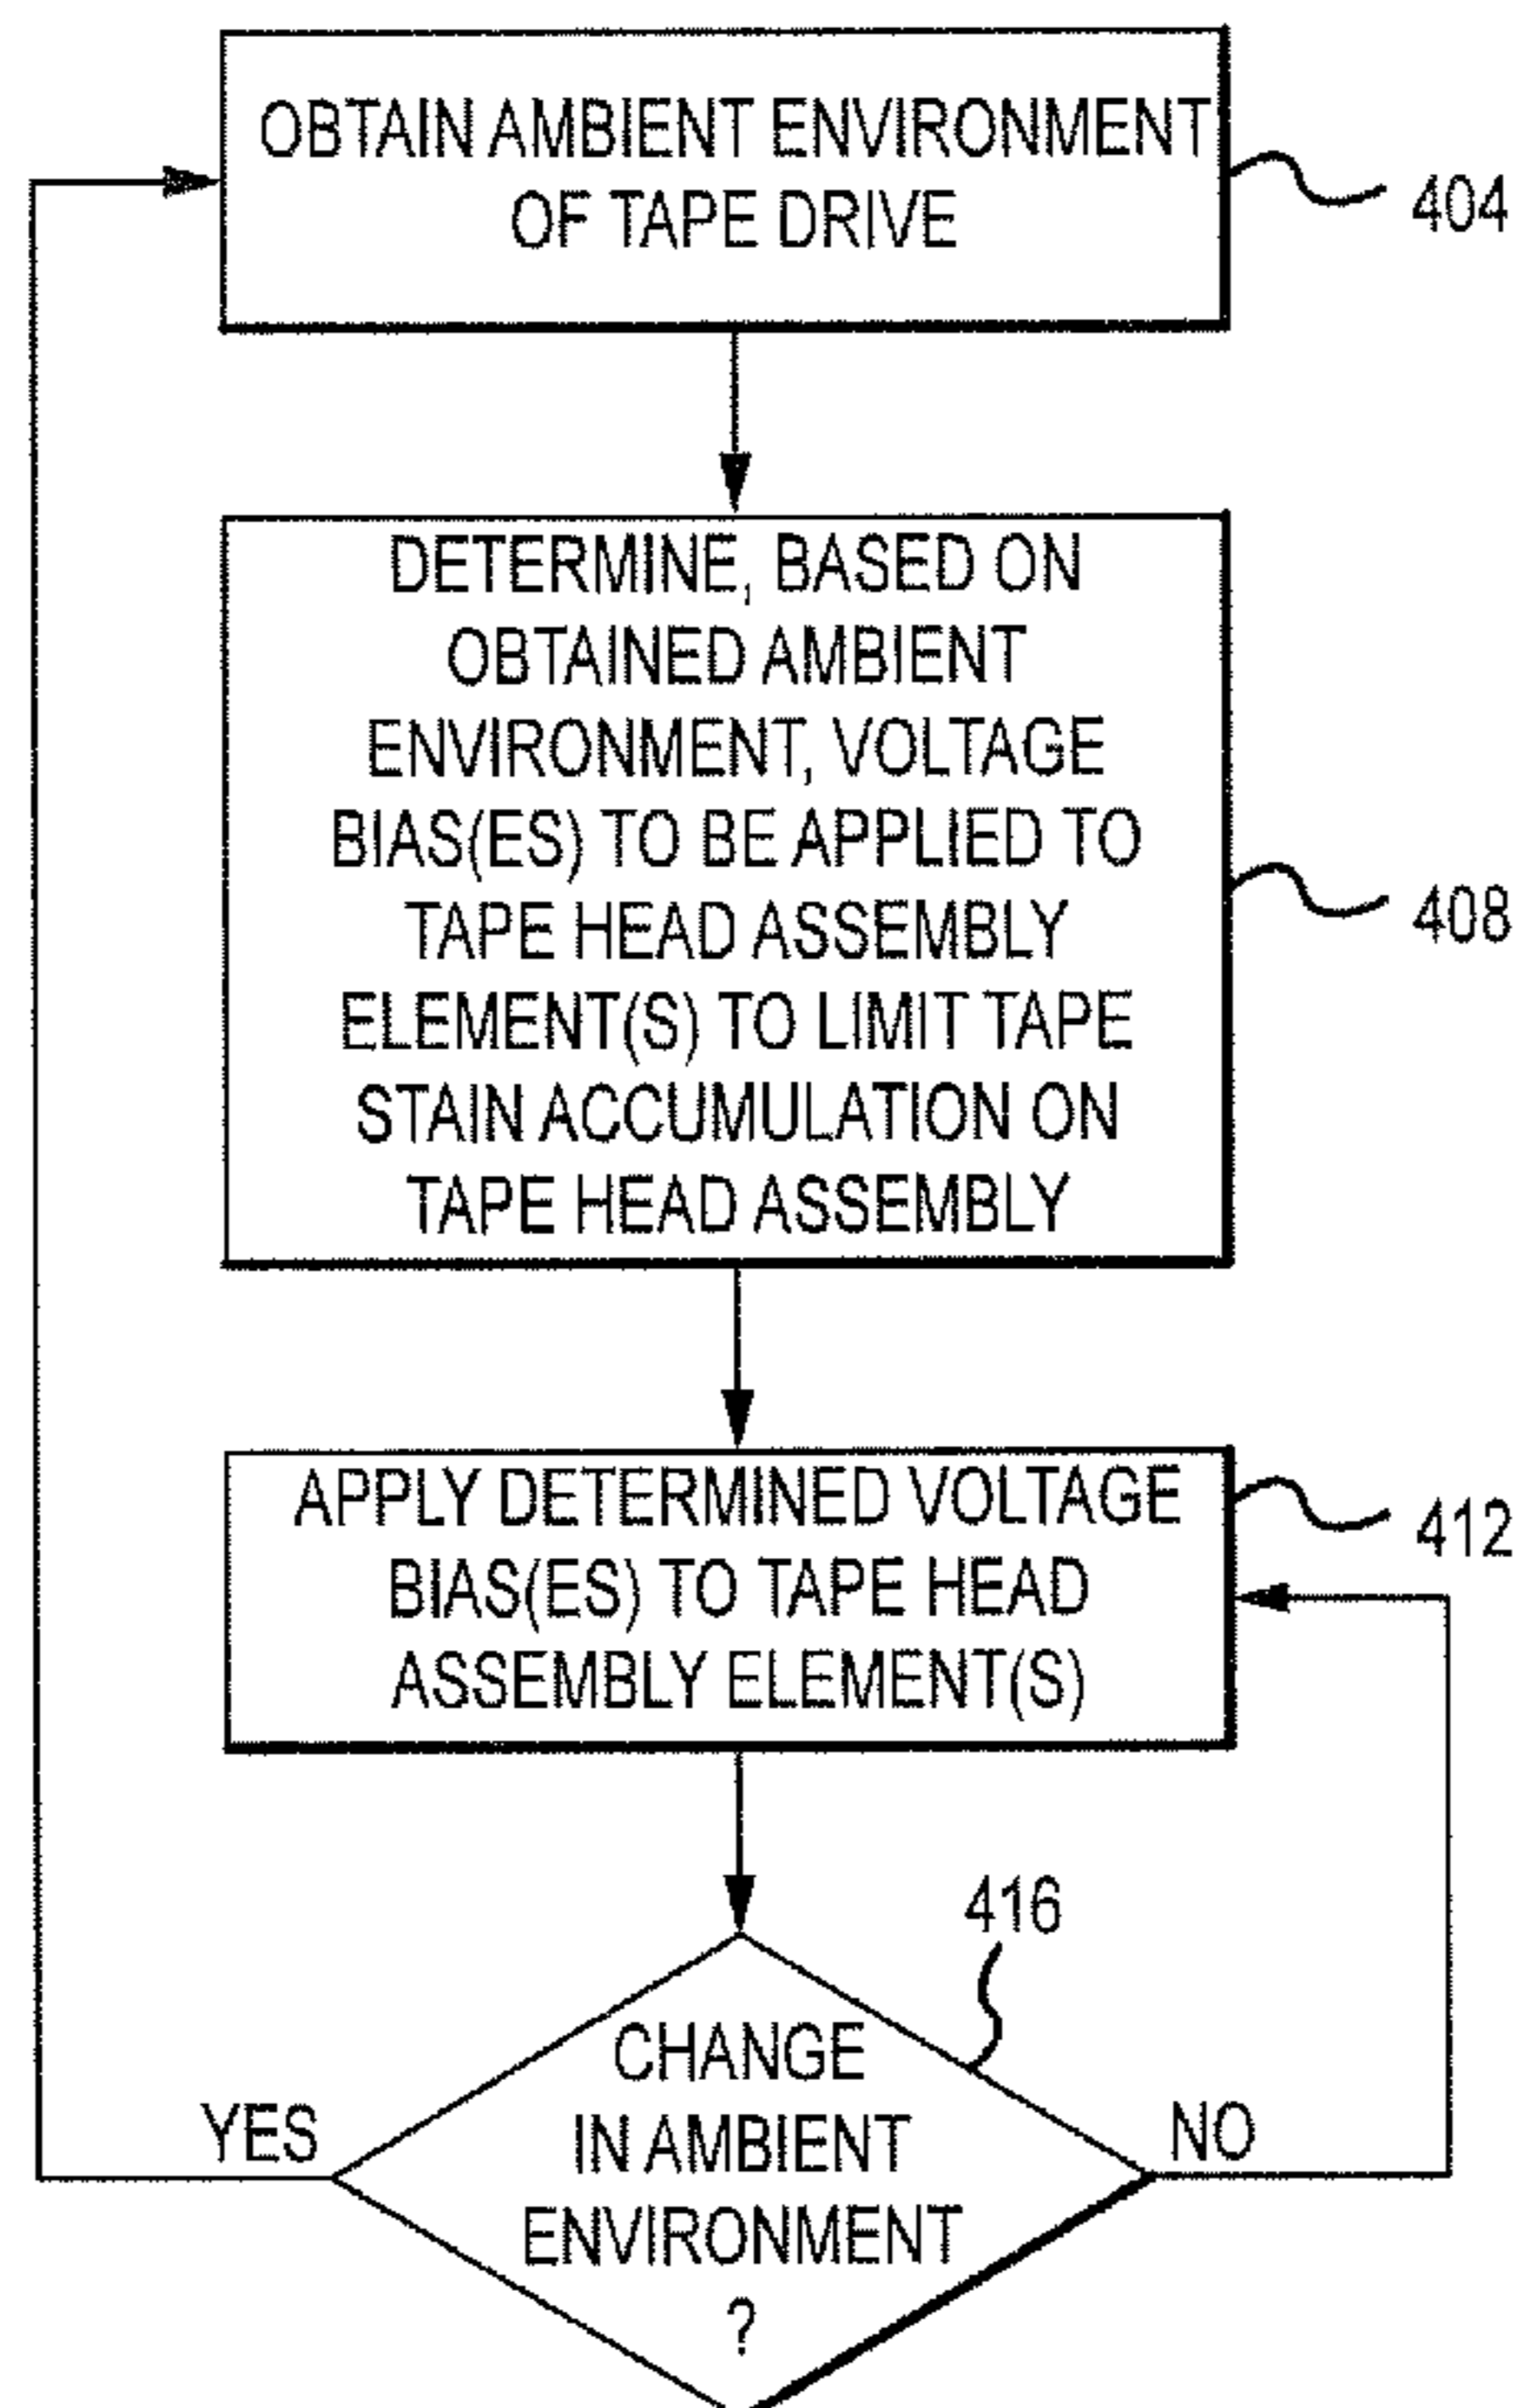 OBTAIN AMBIENT ENVIRONMENT
OF TAPE DRIVE
404
DETERMINE, BASED ON
OBTAINED AMBIENT
ENVIRONMENT, VOLTAGE
BIAS(ES) TO BE APPLIED TO
TAPE HEAD ASSEMBLY
ELEMENT(S) TO LIMIT TAPE
STAIN ACCUMULATION ON
TAPE HEAD ASSEMBLY
408
APPLY DETERMINED VOLTAGE
BIAS(ES) TO TAPE HEAD
ASSEMBLY ELEMENT(S)
412
416
CHANGE
IN AMBIENT
ENVIRONMENT
?
YES
NO